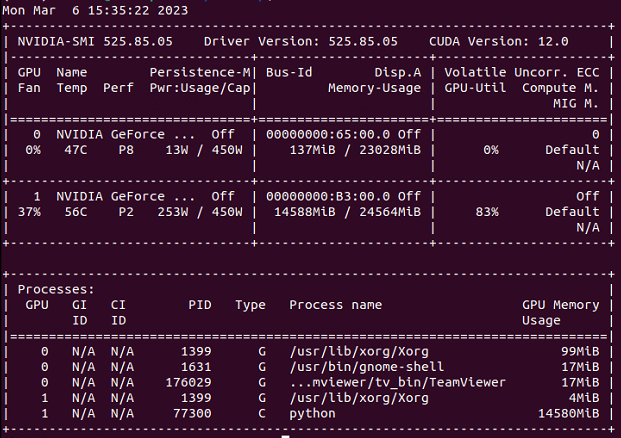 Mon Mar  6 15:35:22 2023
+-----------------------------------------------------------------------------+
| NVIDIA-SMI 525.85.05    Driver Version: 525.85.05    CUDA Version: 12.0     |
|-------------------------------+----------------------+----------------------+
| GPU  Name        Persistence-M| Bus-Id        Disp.A | Volatile Uncorr. ECC |
| Fan  Temp  Perf  Pwr:Usage/Cap|         Memory-Usage | GPU-Util  Compute M. |
|                               |                      |               MIG M. |
|===============================+======================+======================|
|   0  NVIDIA GeForce ...  Off  | 00000000:65:00.0 Off |                    0 |
|  0%   47C    P8    13W / 450W |    137MiB / 23028MiB |      0%      Default |
|                               |                      |                  N/A |
+-------------------------------+----------------------+----------------------+
|   1  NVIDIA GeForce ...  Off  | 00000000:B3:00.0 Off |                  Off |
| 37%   56C    P2   253W / 450W |  14588MiB / 24564MiB |     83%      Default |
|                               |                      |                  N/A |
+-------------------------------+----------------------+----------------------+

+-----------------------------------------------------------------------------+
| Processes:                                                                  |
|  GPU   GI   CI        PID   Type   Process name                  GPU Memory |
|        ID   ID                                                   Usage      |
|=============================================================================|
|    0   N/A  N/A      1399      G   /usr/lib/xorg/Xorg                 99MiB |
|    0   N/A  N/A      1631      G   /usr/bin/gnome-shell               17MiB |
|    0   N/A  N/A    176029      G   ...mviewer/tv_bin/TeamViewer       17MiB |
|    1   N/A  N/A      1399      G   /usr/lib/xorg/Xorg                  4MiB |
|    1   N/A  N/A     77300      C   python                          14580MiB |
+-----------------------------------------------------------------------------+